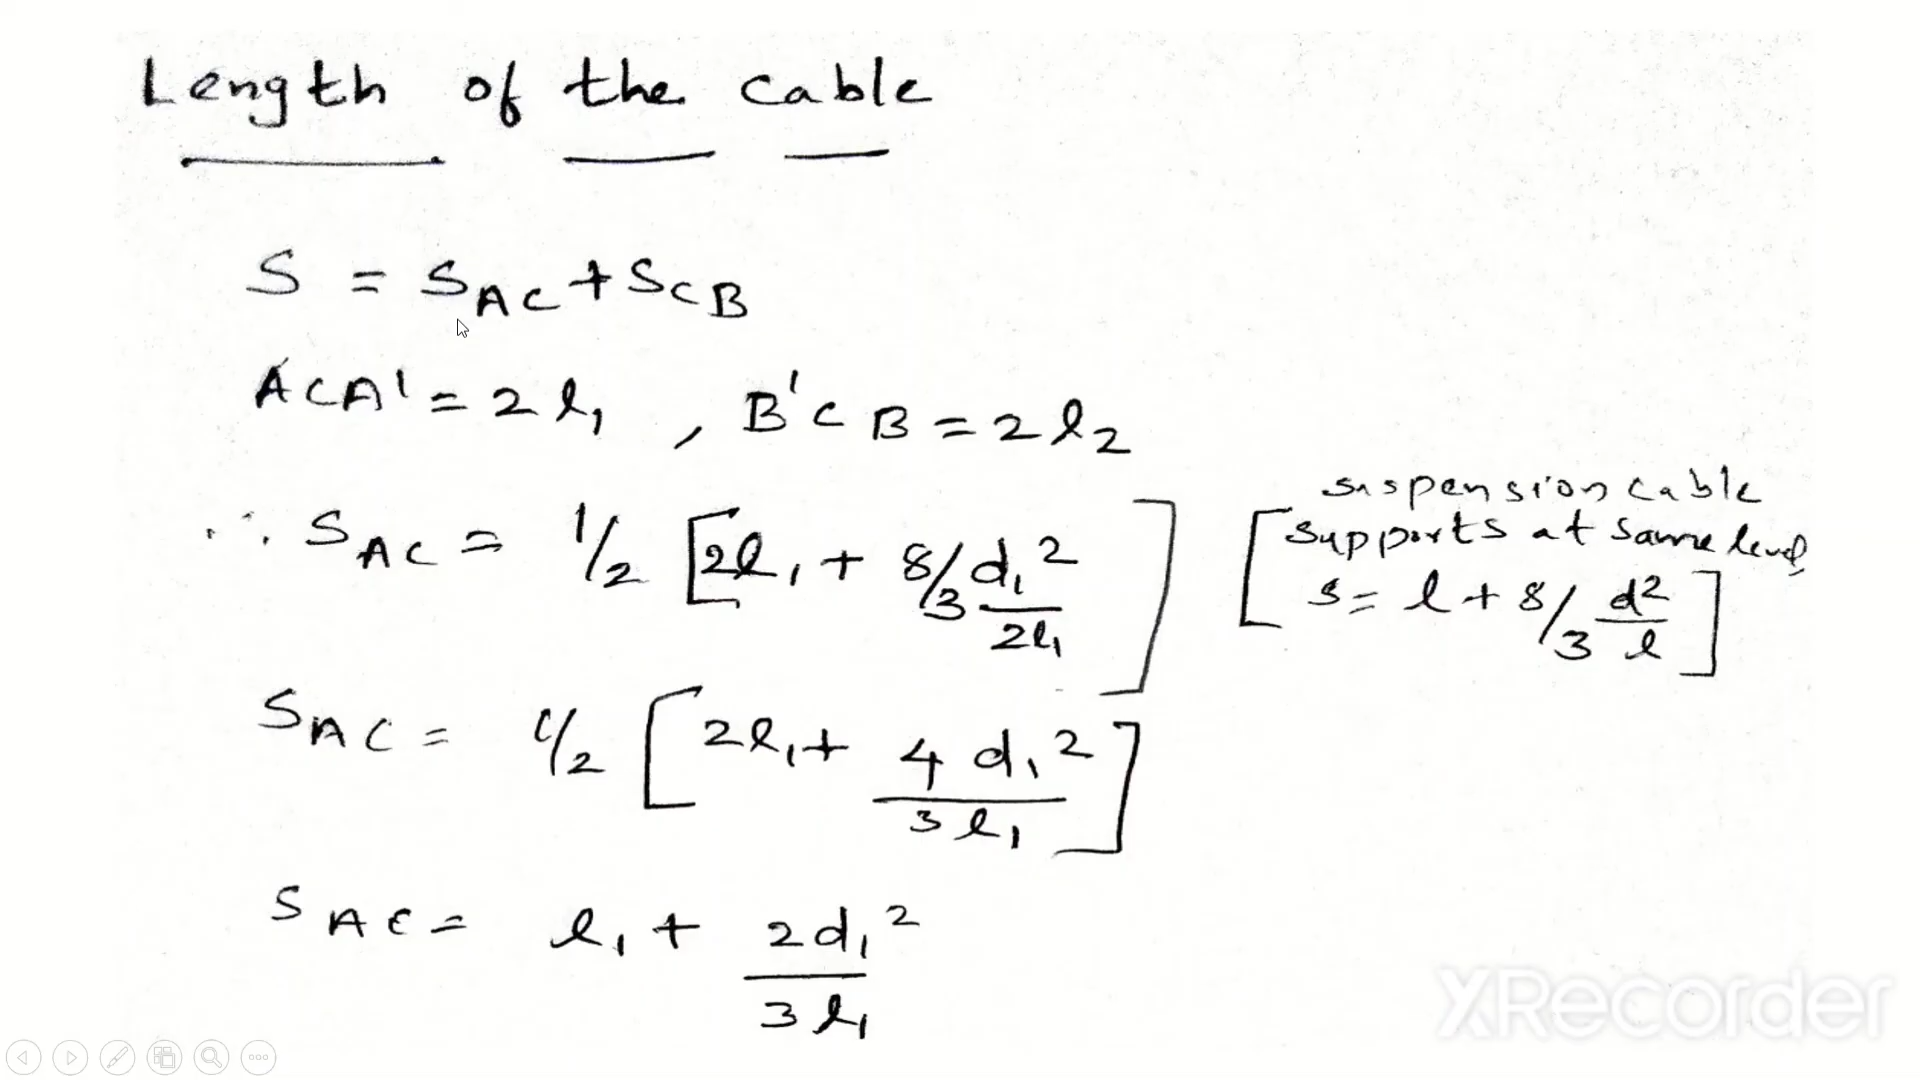 Length of the cable
S = S_AC + S_CB
ACA' = 2l₁ , B'CB = 2l₂
∴ S_AC = 1/2 [2l₁ + 8/3 d₁²/2l₁]
[suspension cable
supports at same level
s = l + 8/3 d²/l]
S_AC = 1/2 [2l₁ + 4d₁²/3l₁]
S_AC = l₁ + 2d₁²/3l₁
XRecorder